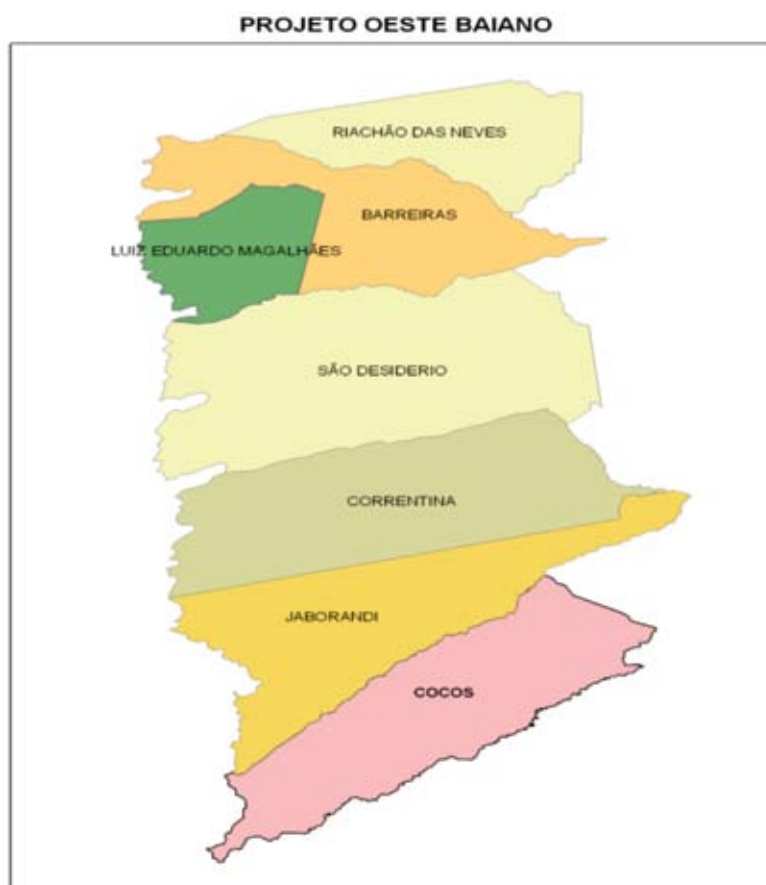 PROJETO OESTE BAIANO
RIACHÃO DAS NEVES
BARREIRAS
LUIZ EDUARDO MAGALHÃES
SÃO DESIDERIO
CORRENTINA
JABORANDI
COCOS